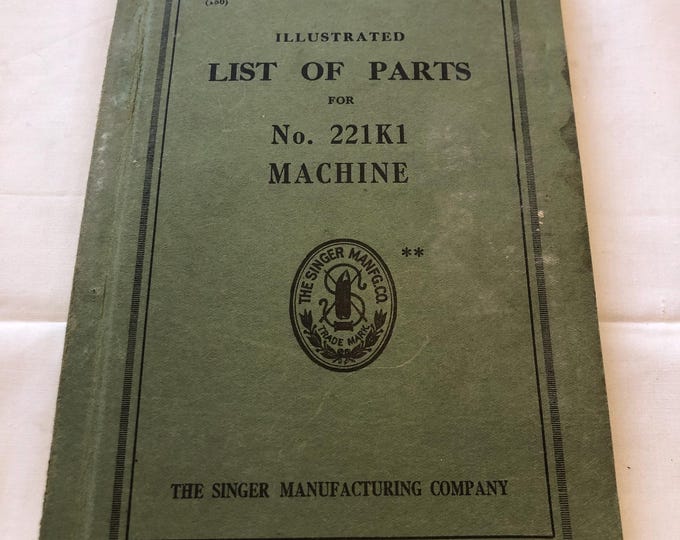 ILLUSTRATED
LIST OF PARTS
FOR
No. 221K1
MACHINE
**
THE SINGER MANFG. CO.
TRADE MARK
THE SINGER MANUFACTURING COMPANY